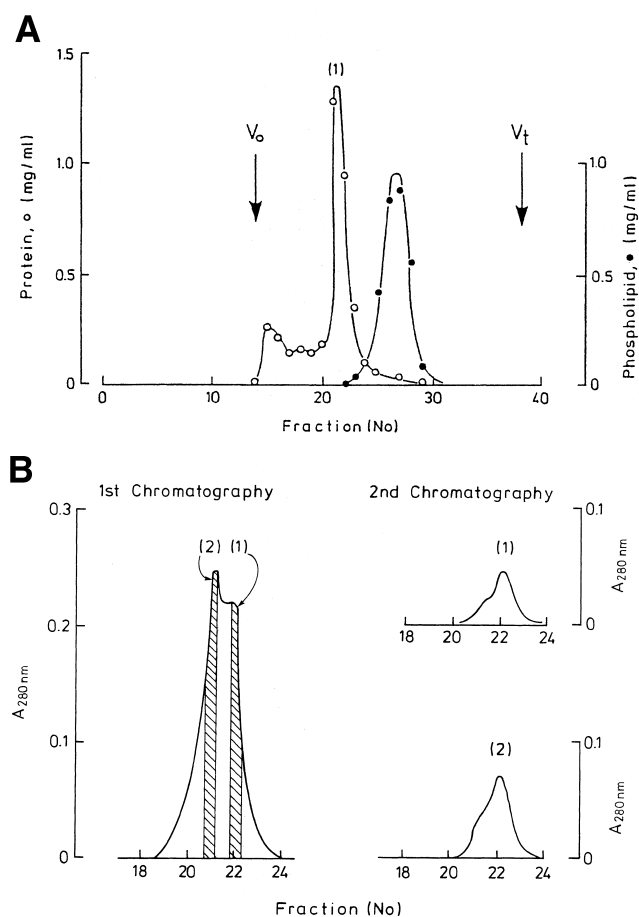 A
1.5
1.0
0.5
0
Protein, ○ (mg/ml)
(1)
Vo
Vt
1.0
0.5
0
Phospholipid, ● (mg/ml)
0 10 20 30 40
Fraction (No)
B
1st Chromatography
0.3
0.2
0.1
0
A280 nm
(2) (1)
18 20 22 24
2nd Chromatography
(1)
0.1
0
A280 nm
18 20 22 24
(2)
0.1
0
A280 nm
18 20 22 24
Fraction (No)